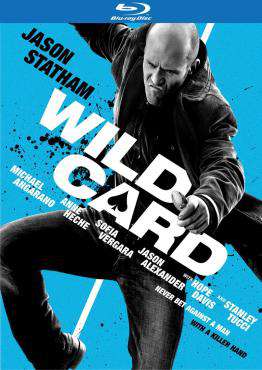 Blu-ray Disc
JASON
STATHAM
WILD
CARD
MICHAEL
ANGARANO
ANNE
HECHE
SOFIA
VERGARA
JASON
ALEXANDER
WITH HOPE
DAVIS
AND STANLEY
TUCCI
NEVER BET AGAINST A MAN
WITH A KILLER HAND